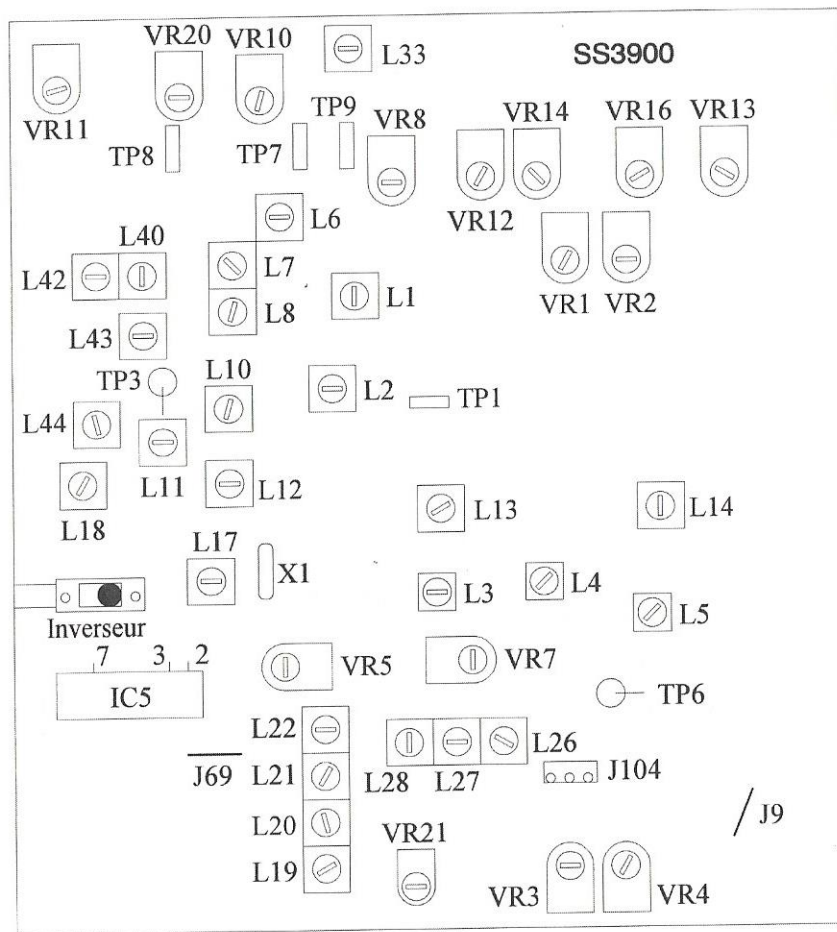 VR20 VR10 L33 SS3900
VR11 TP8 TP7 TP9 VR8 VR14 VR16 VR13
VR12
L6
L40
L42 L7
L8 L1 VR1 VR2
L43
TP3 L10
L44 L2 TP1
L11 L12
L18 L13 L14
L17
X1 L3 L4
L5
Inverseur
7 3 2
IC5
VR5 VR7
TP6
L22
J69 L21 L28 L27 L26
J104
L20 J9
VR21
L19 VR3 VR4